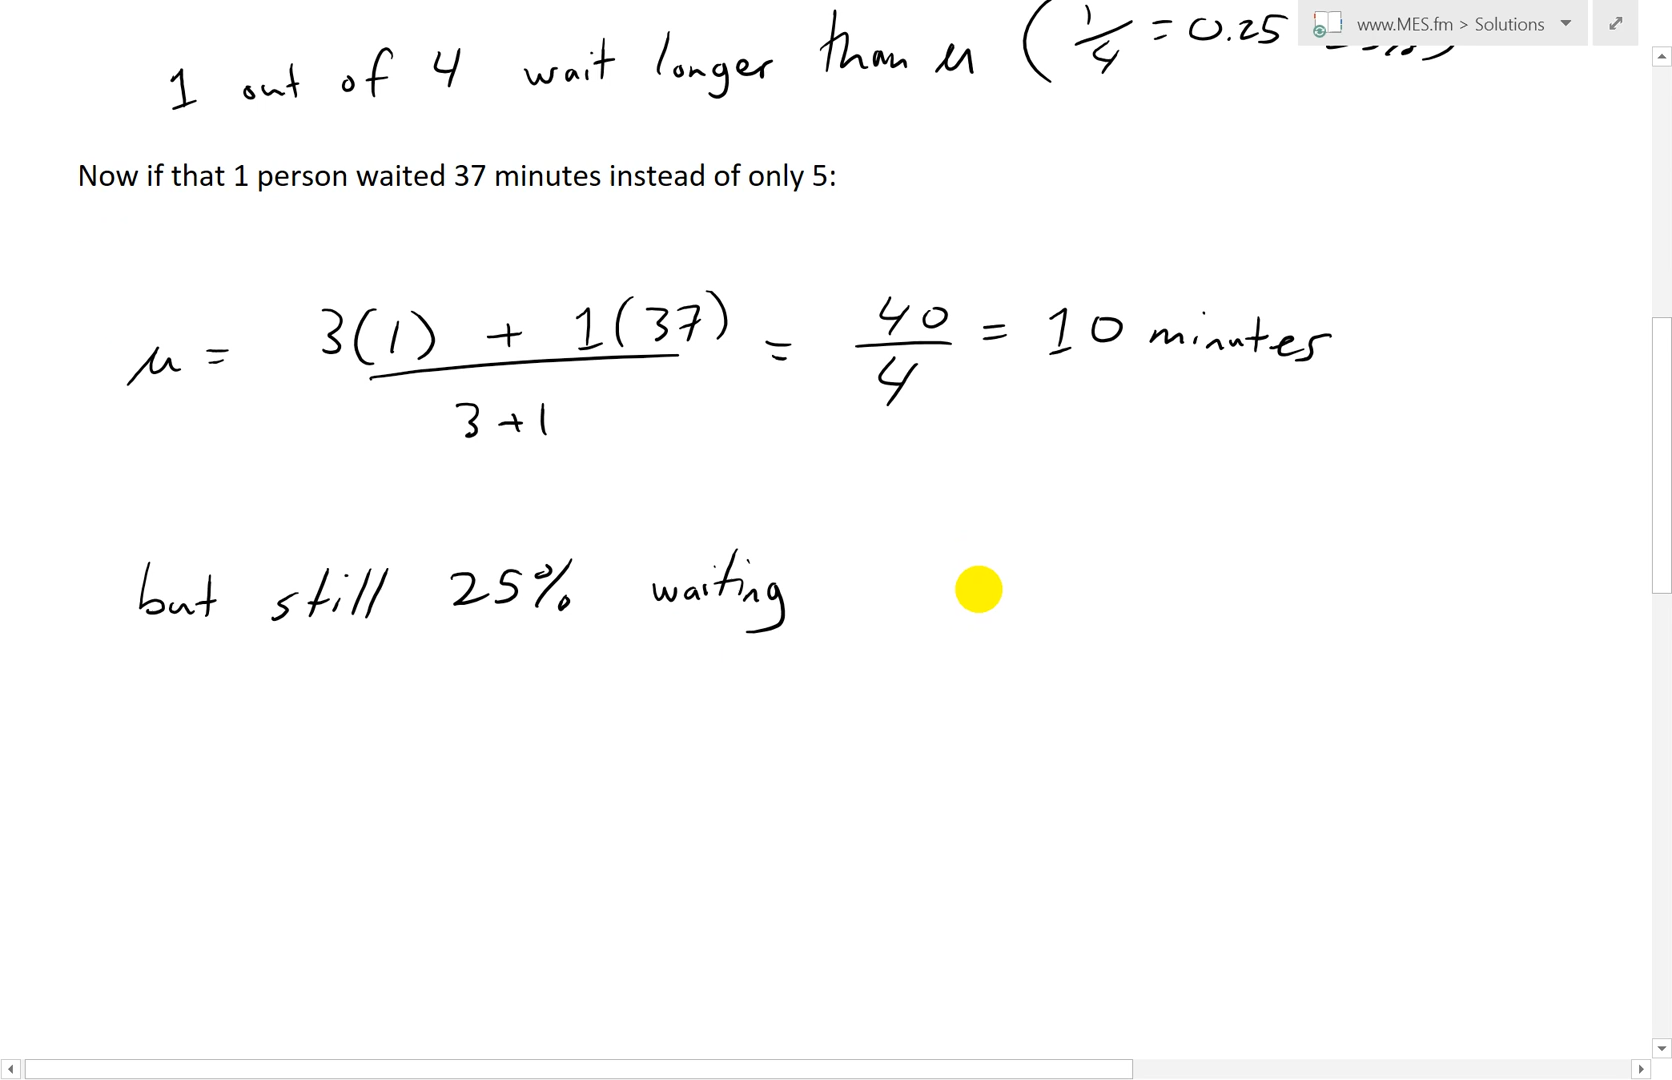 www.MES.fm > Solutions
1 out of 4 wait longer than μ ( 1/4 = 0.25
Now if that 1 person waited 37 minutes instead of only 5:
μ = 3(1) + 1(37) / 3+1 = 40/4 = 10 minutes
but still 25% waiting